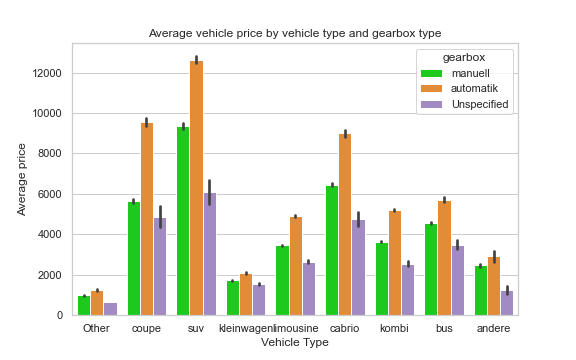 Average vehicle price by vehicle type and gearbox type
gearbox
manuell
automatik
Unspecified
Average price
12000
10000
8000
6000
4000
2000
0
Other coupe suv kleinwagen limousine cabrio kombi bus andere
Vehicle Type